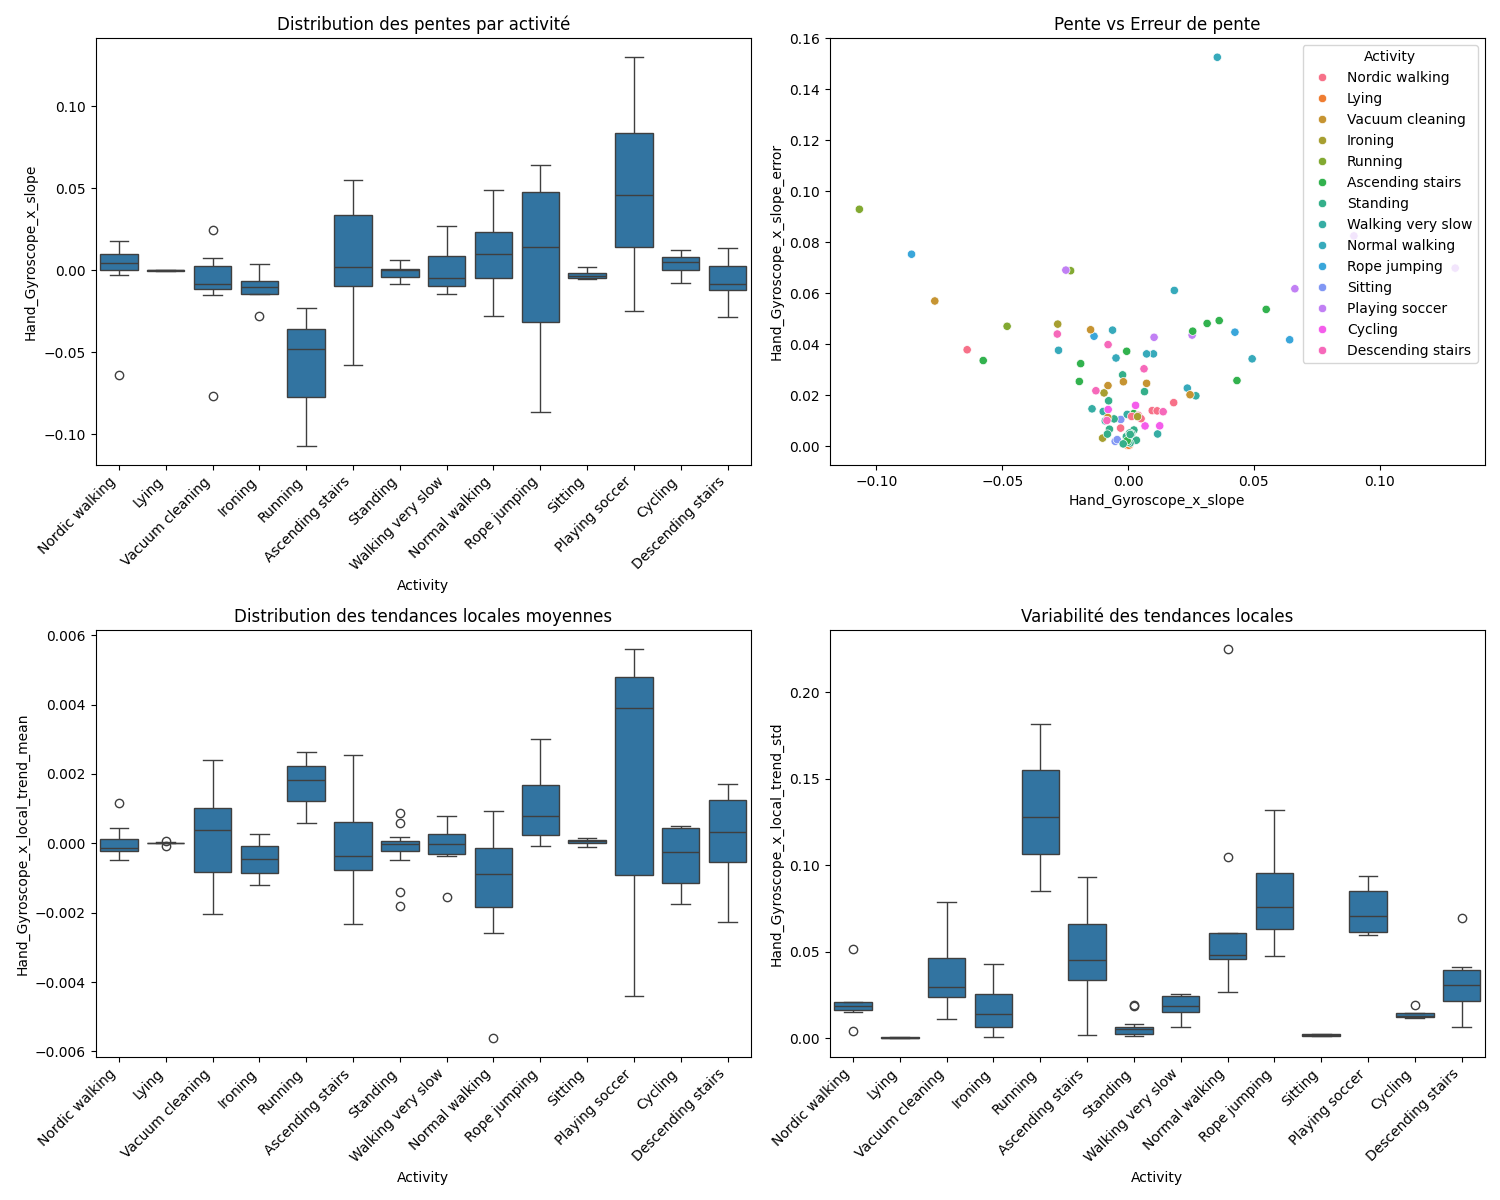 Distribution des pentes par activité
Hand_Gyroscope_x_slope
0.10
0.05
0.00
−0.05
−0.10
Nordic walking
Lying
Vacuum cleaning
Ironing
Running
Ascending stairs
Standing
Walking very slow
Normal walking
Rope jumping
Sitting
Playing soccer
Cycling
Descending stairs
Activity
Pente vs Erreur de pente
Hand_Gyroscope_x_slope_error
0.16
0.14
0.12
0.10
0.08
0.06
0.04
0.02
0.00
−0.10
−0.05
0.00
0.05
0.10
Hand_Gyroscope_x_slope
Activity
Nordic walking
Lying
Vacuum cleaning
Ironing
Running
Ascending stairs
Standing
Walking very slow
Normal walking
Rope jumping
Sitting
Playing soccer
Cycling
Descending stairs
Distribution des tendances locales moyennes
Hand_Gyroscope_x_local_trend_mean
0.006
0.004
0.002
0.000
−0.002
−0.004
−0.006
Nordic walking
Lying
Vacuum cleaning
Ironing
Running
Ascending stairs
Standing
Walking very slow
Normal walking
Rope jumping
Sitting
Playing soccer
Cycling
Descending stairs
Activity
Variabilité des tendances locales
Hand_Gyroscope_x_local_trend_std
0.20
0.15
0.10
0.05
0.00
Nordic walking
Lying
Vacuum cleaning
Ironing
Running
Ascending stairs
Standing
Walking very slow
Normal walking
Rope jumping
Sitting
Playing soccer
Cycling
Descending stairs
Activity